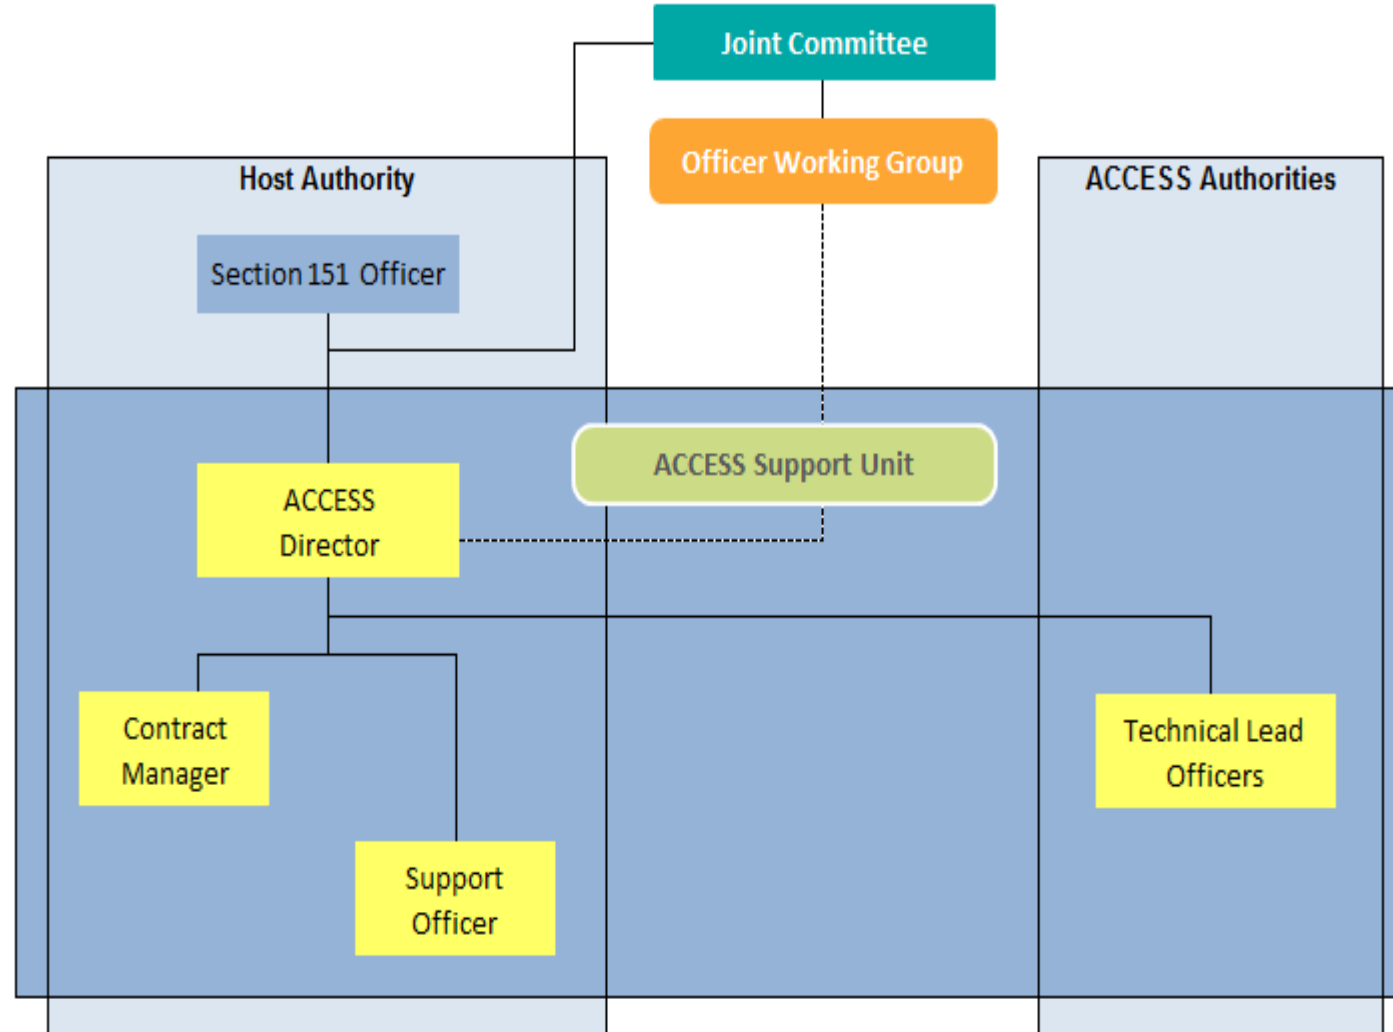 Joint Committee
Officer Working Group
Host Authority
ACCESS Authorities
Section 151 Officer
ACCESS Support Unit
ACCESS
Director
Contract
Manager
Technical Lead
Officers
Support
Officer